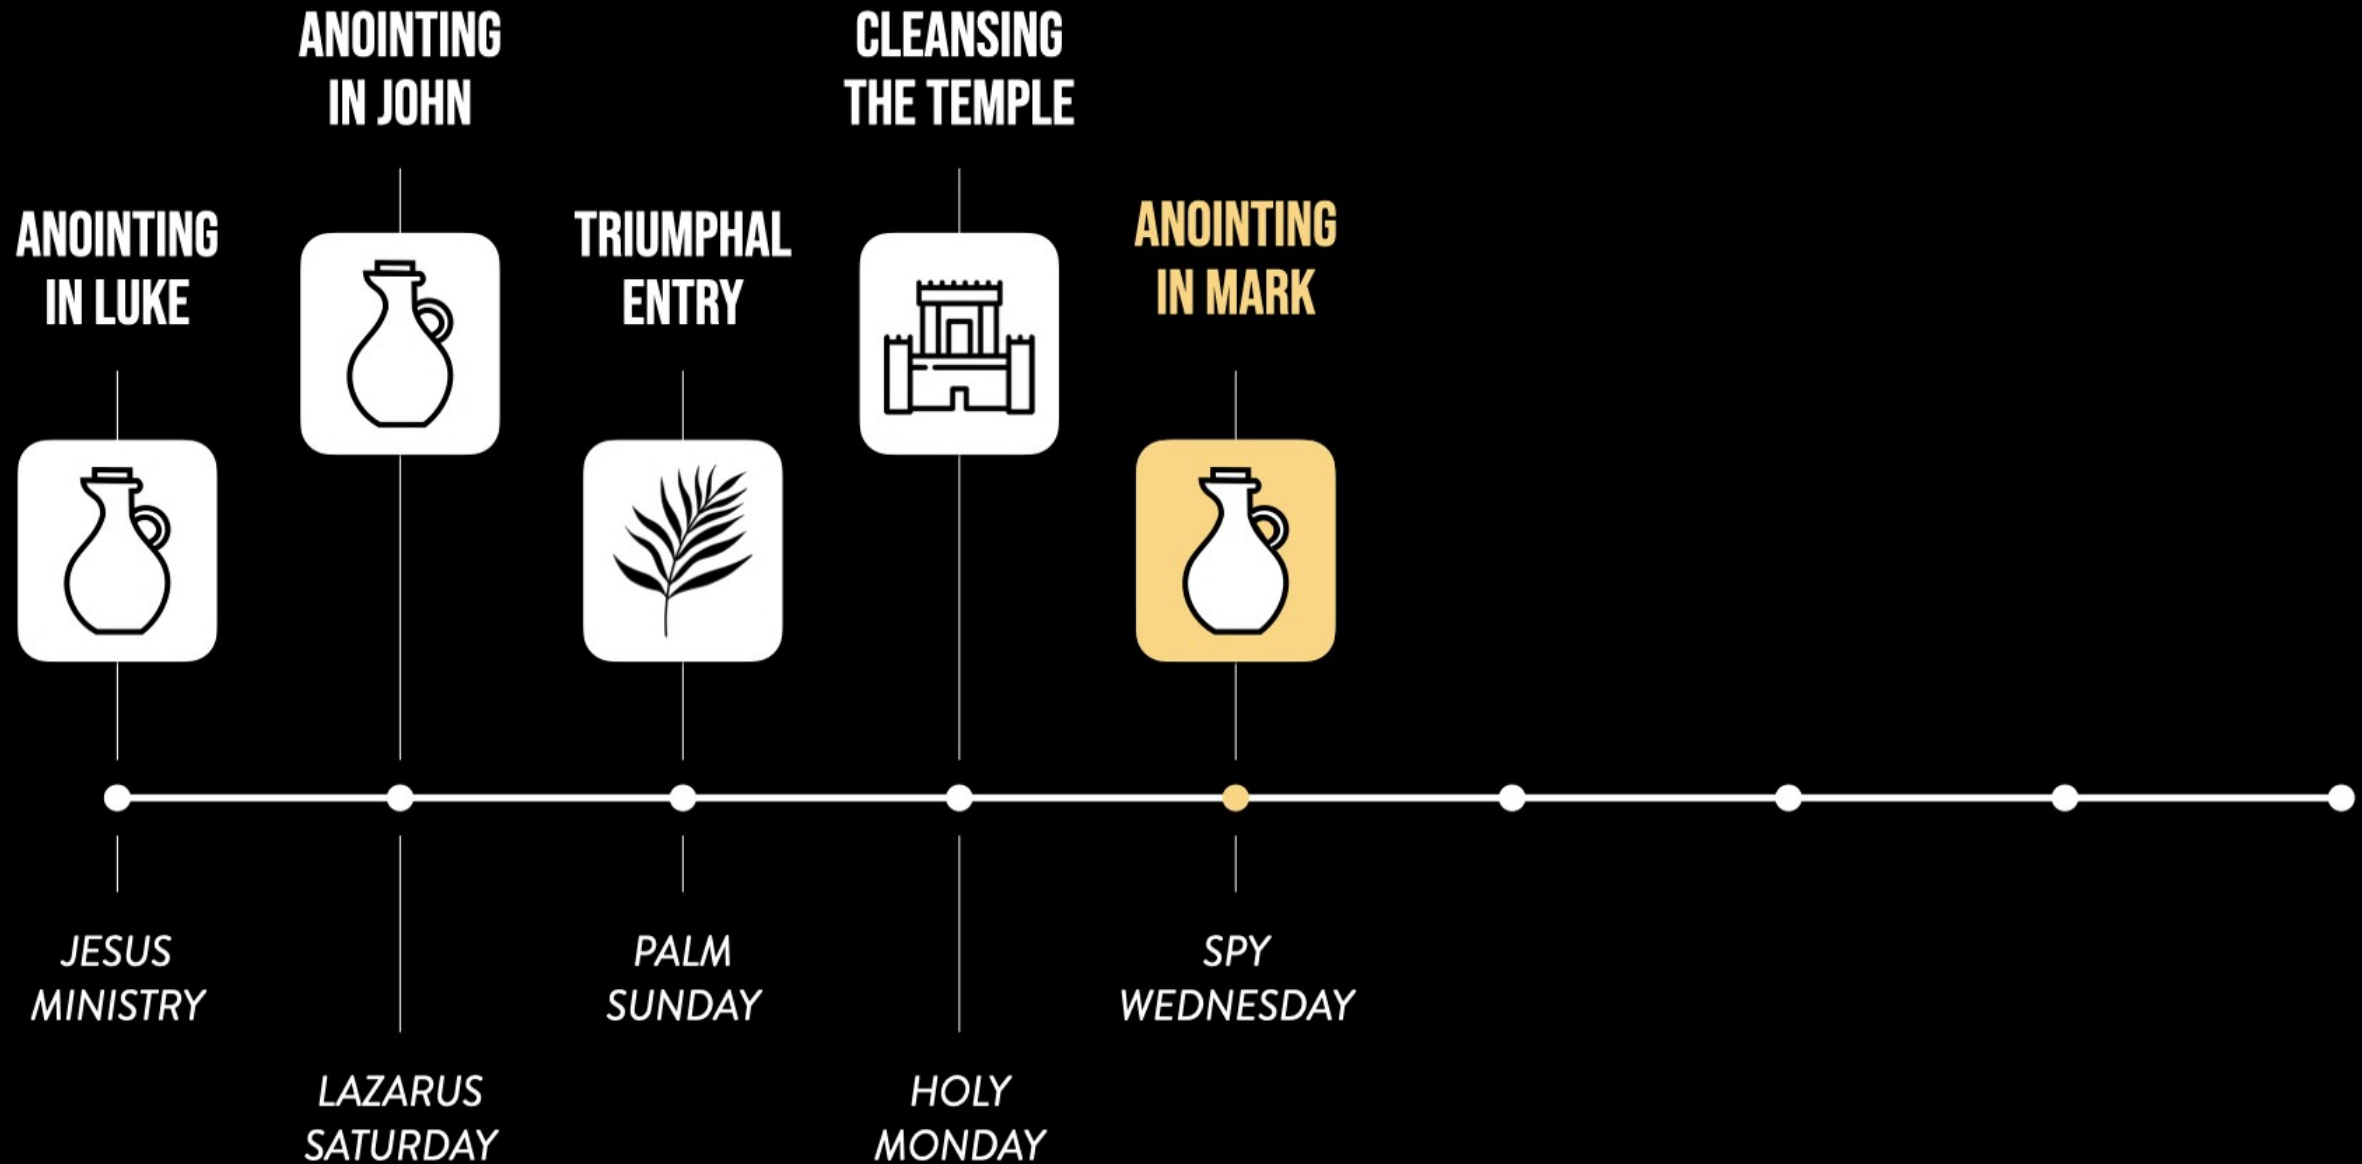 ANOINTING
IN LUKE
ANOINTING
IN JOHN
TRIUMPHAL
ENTRY
CLEANSING
THE TEMPLE
ANOINTING
IN MARK
JESUS
MINISTRY
LAZARUS
SATURDAY
PALM
SUNDAY
HOLY
MONDAY
SPY
WEDNESDAY